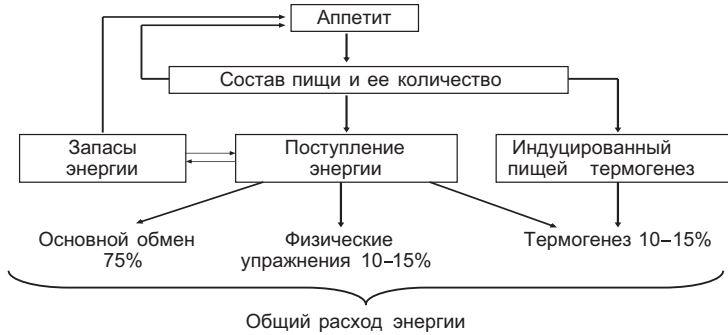 Аппетит
Состав пищи и ее количество
Запасы
энергии
Поступление
энергии
Индуцированный
пищей термогенез
Основной обмен
75%
Физические
упражнения 10–15%
Термогенез 10–15%
Общий расход энергии